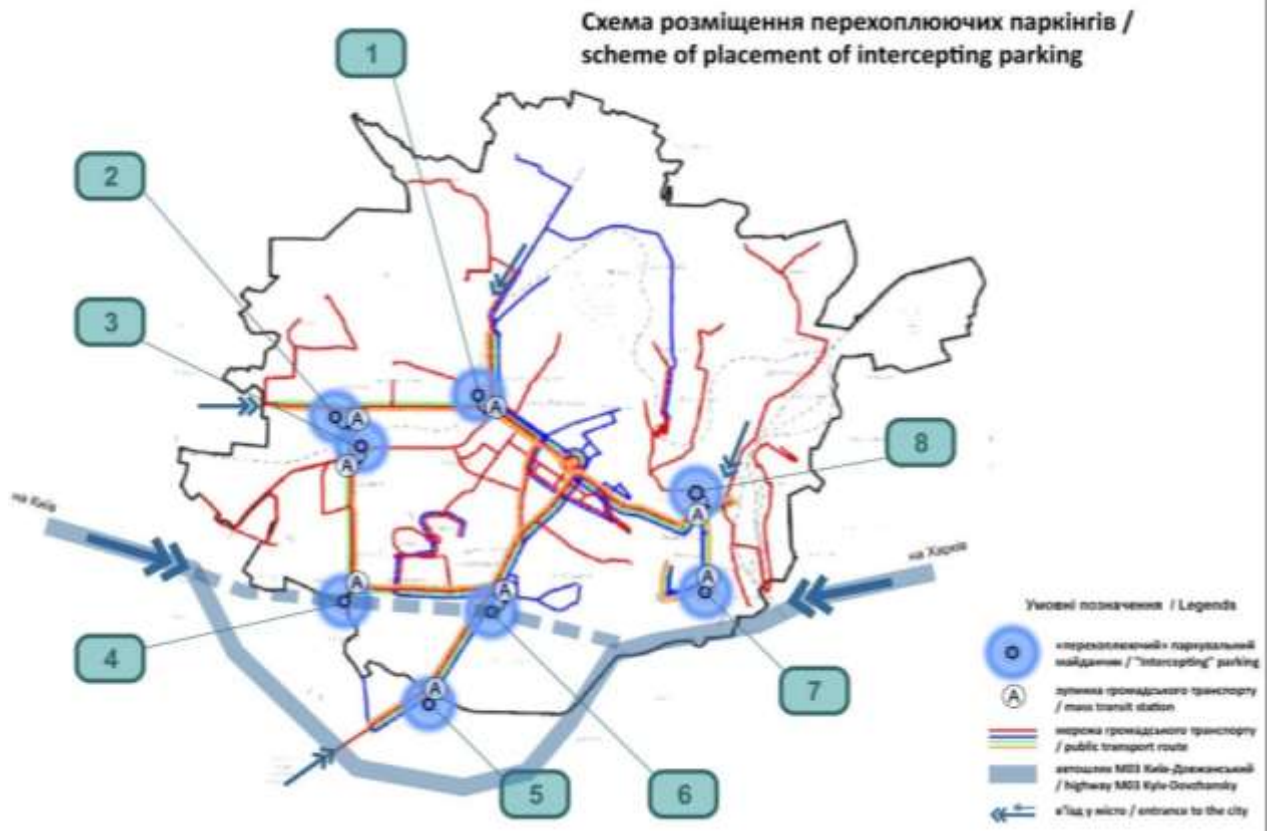 Схема розміщення перехоплюючих паркінгів /
scheme of placement of intercepting parking
1
2
3
на Київ
8
на Харків
4
7
5
6
A
A
A
A
A
A
A
A
Умовні позначення / Legends
«перехоплюючий» паркувальний
майданчик / "intercepting" parking
A
зупинка громадського транспорту
/ mass transit station
мережа громадського транспорту
/ public transport route
автошлях М03 Київ-Довжанський
/ highway M03 Kyiv-Dovzhansky
в'їзд у місто / entrance to the city